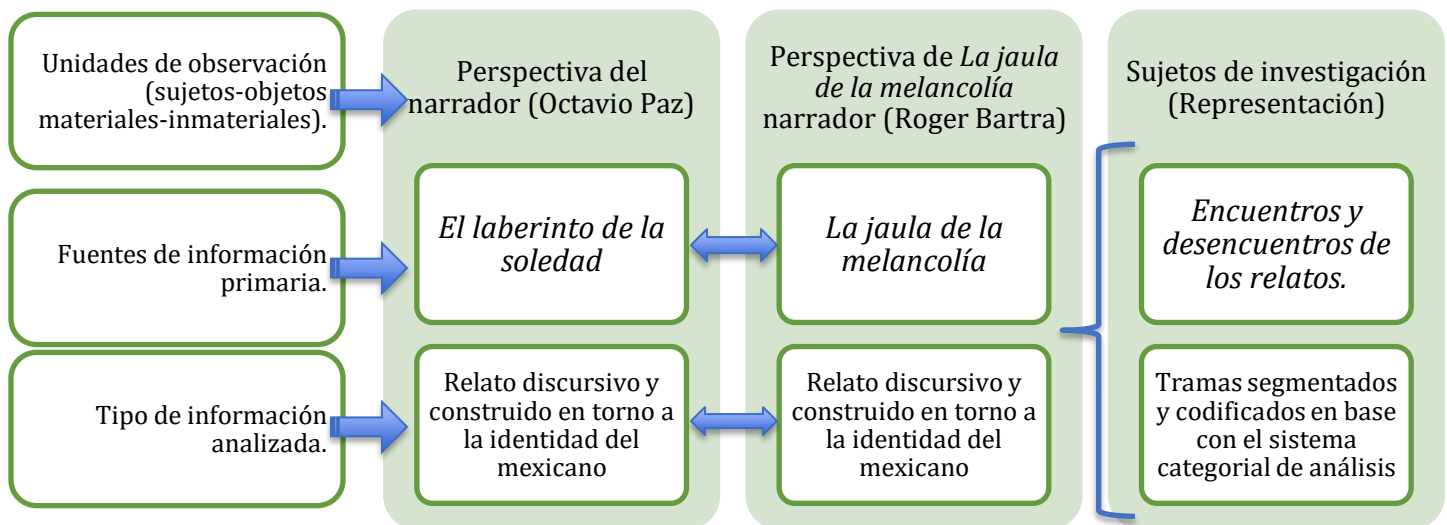 Unidades de observación
(sujetos-objetos
materiales-inmateriales).
Perspectiva del
narrador (Octavio Paz)
Perspectiva de La jaula
de la melancolía
narrador (Roger Bartra)
Sujetos de investigación
(Representación)
Fuentes de información
primaria.
El laberinto de la
soledad
La jaula de la
melancolía
Encuentros y
desencuentros de
los relatos.
Tipo de información
analizada.
Relato discursivo y
construido en torno a
la identidad del
mexicano
Relato discursivo y
construido en torno a
la identidad del
mexicano
Tramas segmentados
y codificados en base
con el sistema
categorial de análisis